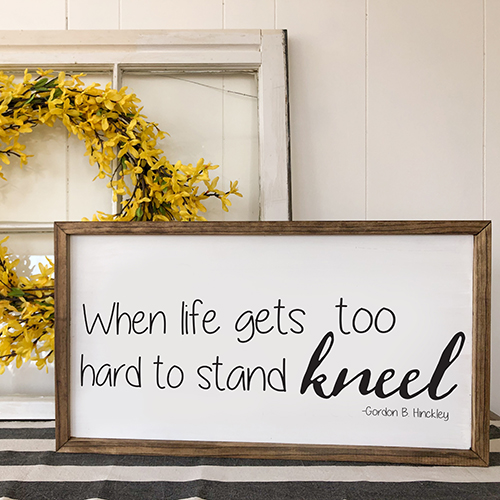 When life gets too
hard to stand kneel
-Gordon B. Hinckley